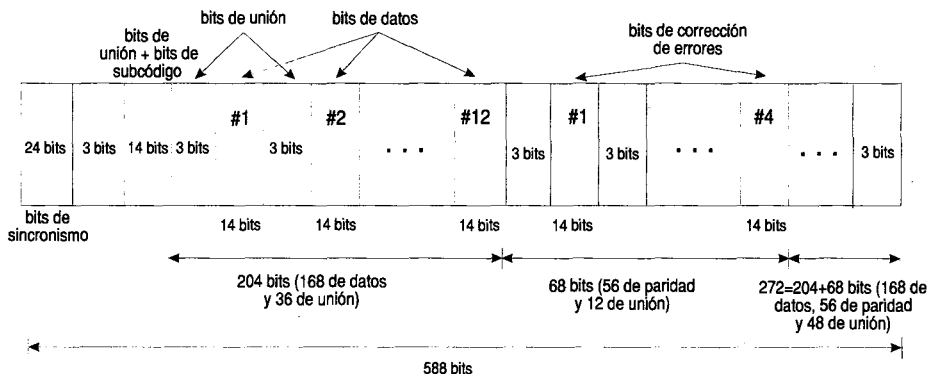 bits de unión
bits de datos
bits de
unión + bits de
subcódigo
bits de corrección
de errores
24 bits
3 bits
14 bits
3 bits
#1
3 bits
#2
. . .
#12
3 bits
#1
3 bits
. . .
#4
. . .
3 bits
bits de
sincronismo
14 bits
14 bits
14 bits
14 bits
14 bits
204 bits (168 de datos
y 36 de unión)
68 bits (56 de paridad
y 12 de unión)
272=204+68 bits (168 de
datos, 56 de paridad
y 48 de unión)
588 bits